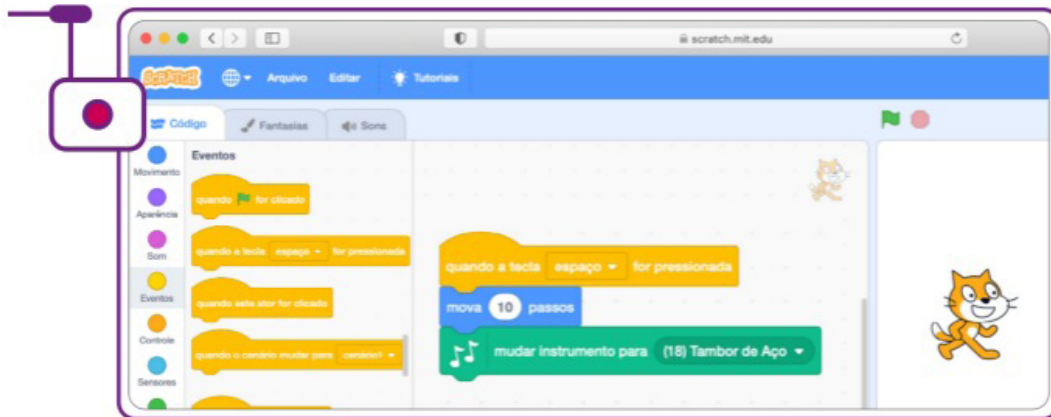 scratch.mit.edu
SCRATCH
Arquivo
Editar
Tutoriais
Código
Fantasias
Sons
Movimento
Aparência
Som
Eventos
Controle
Sensores
Eventos
quando for clicado
quando a tecla espaço for pressionada
quando este ator for clicado
quando o cenário mudar para cenário1
quando a tecla espaço for pressionada
mova 10 passos
mudar instrumento para (18) Tambor de Aço